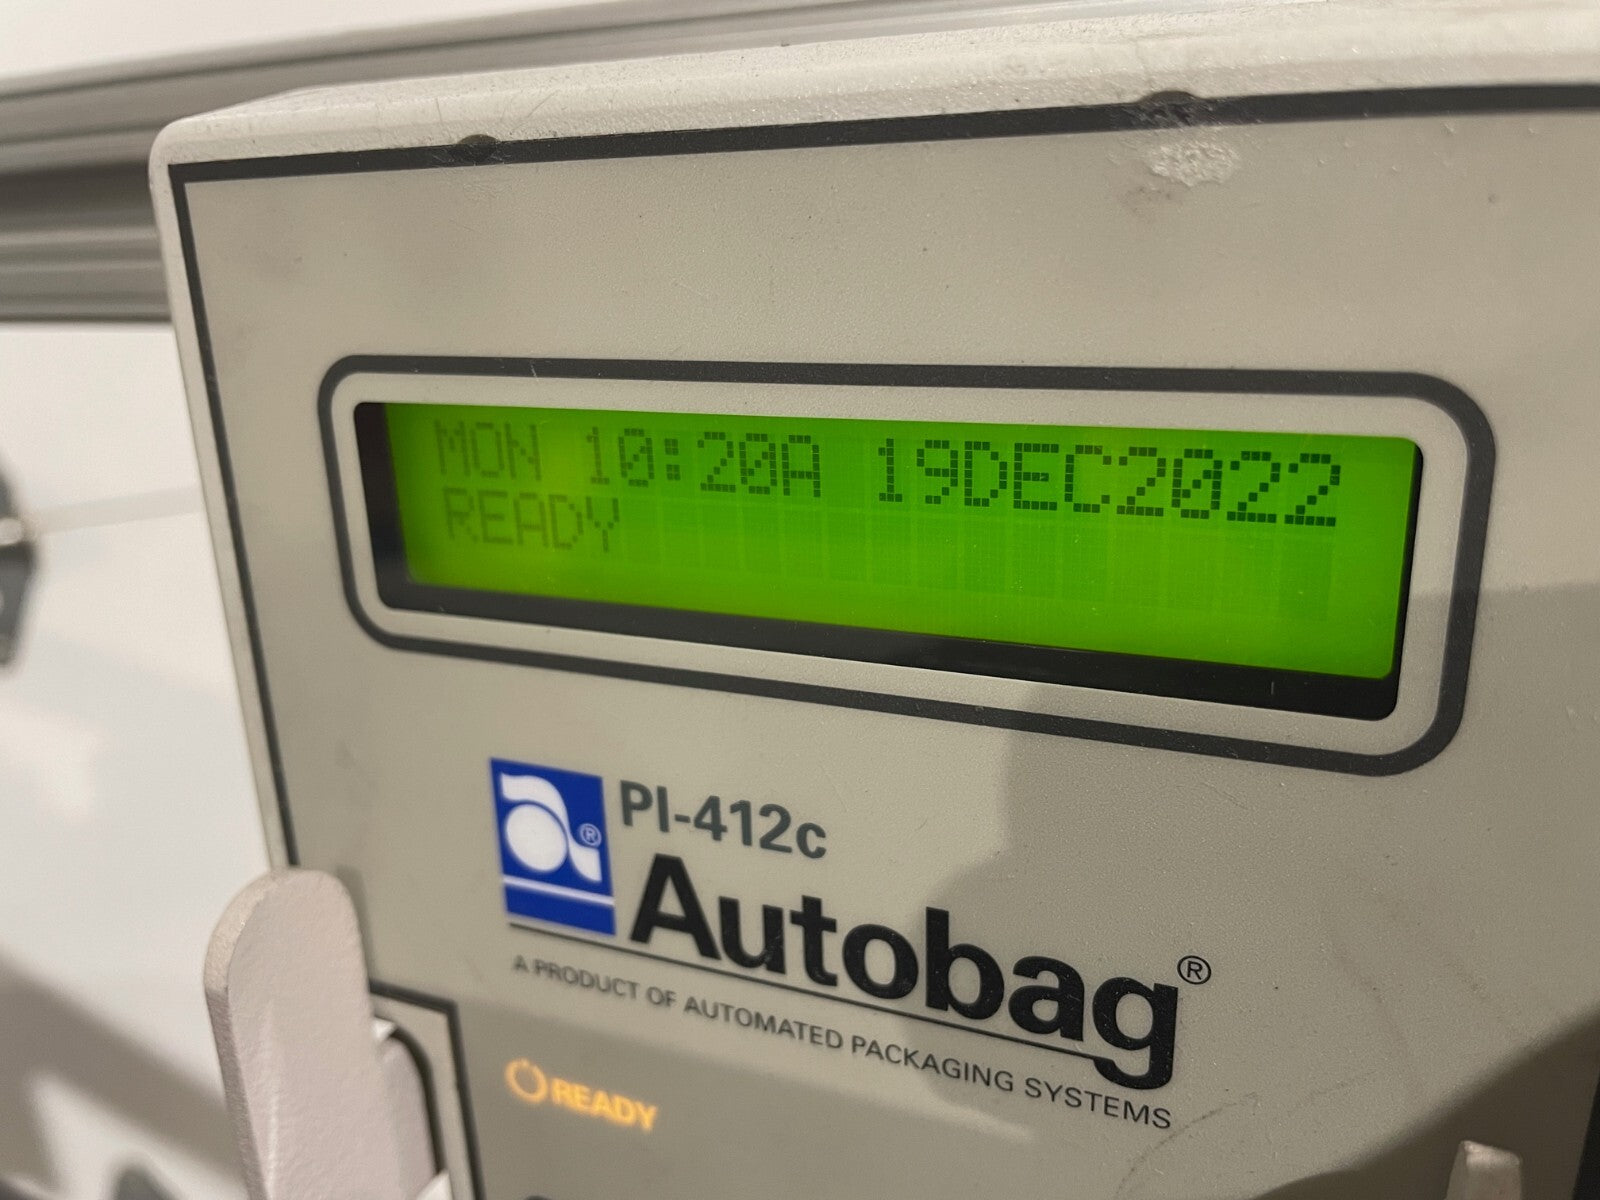 MON 10:20A 19DEC2022
READY
a®
PI-412c
Autobag®
A PRODUCT OF AUTOMATED PACKAGING SYSTEMS
READY